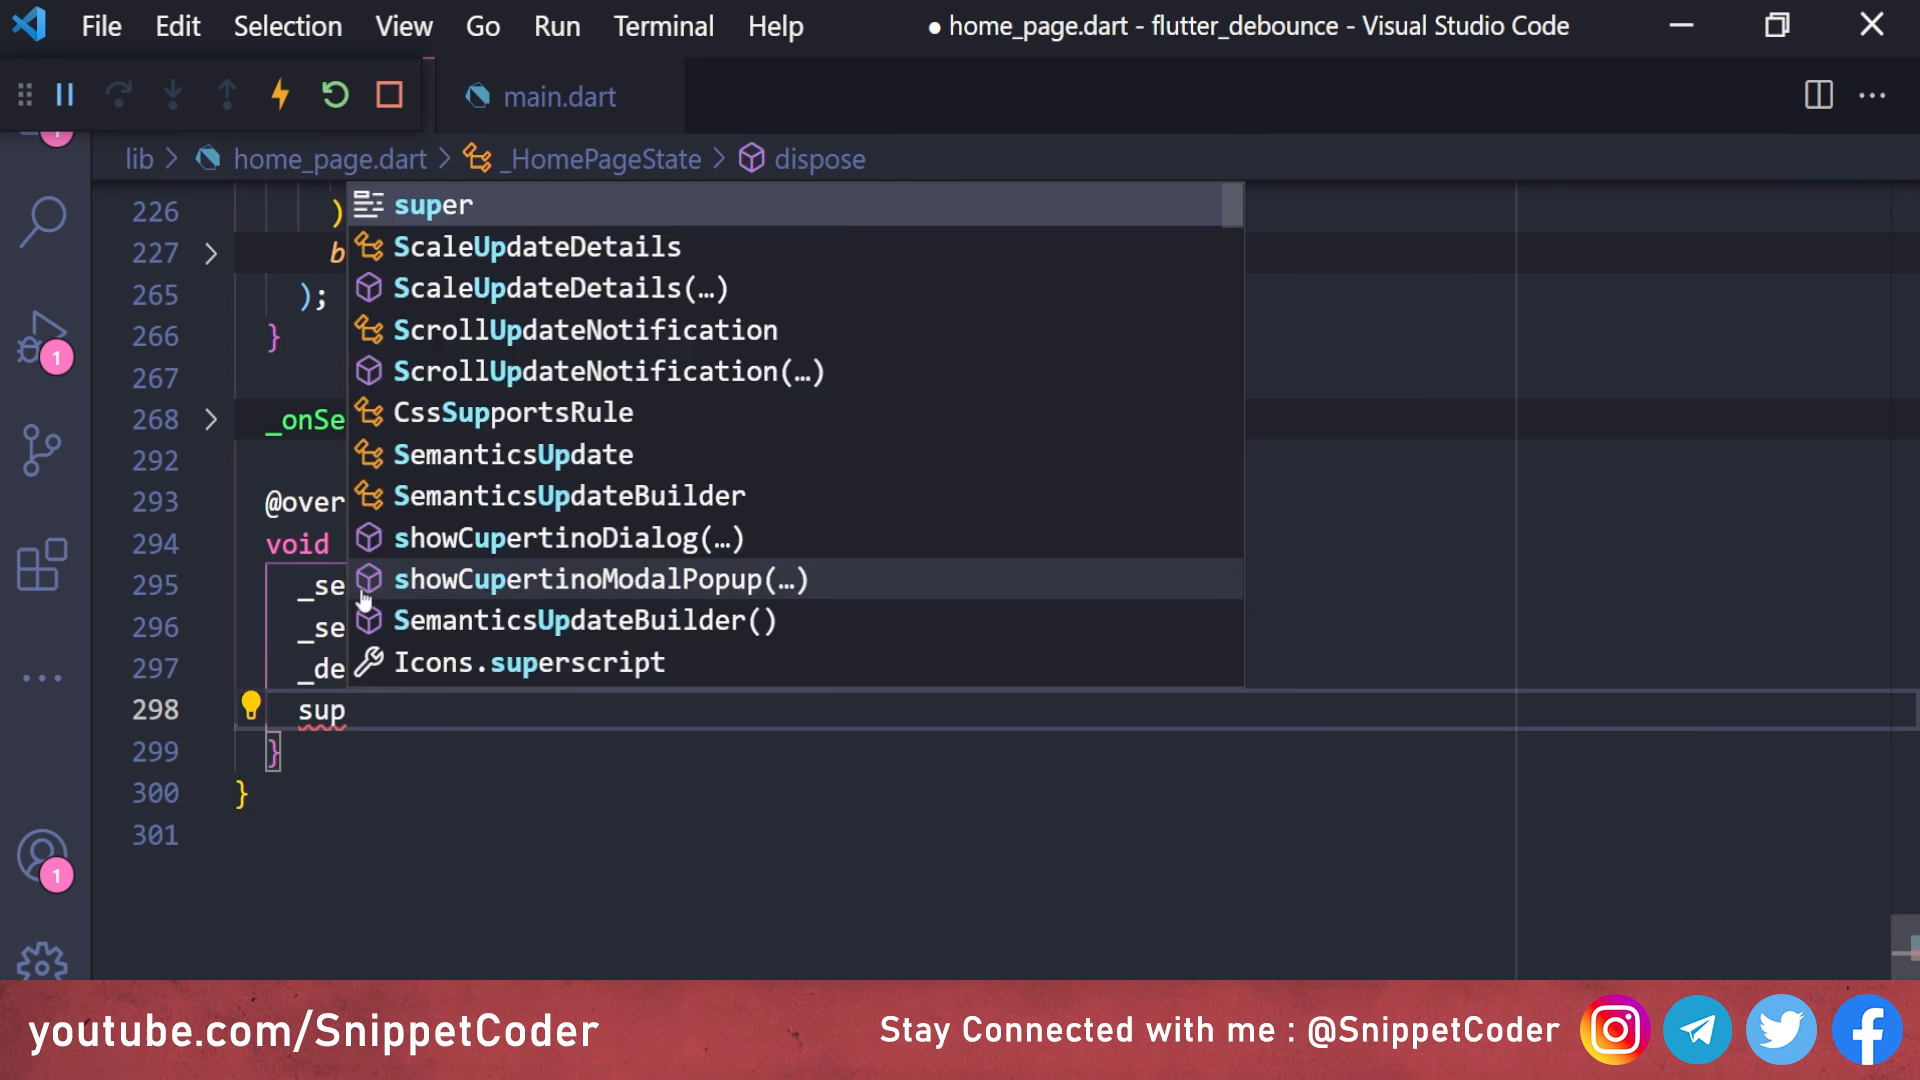 File Edit Selection View Go Run Terminal Help ● home_page.dart - flutter_debounce - Visual Studio Code
main.dart
lib > home_page.dart > _HomePageState > dispose
226 )
227 b
265 );
266 }
267
268 _onSe
292
293 @over
294 void
295 _se
296 _se
297 _de
298 sup
299 }
300 }
301
super
ScaleUpdateDetails
ScaleUpdateDetails(…)
ScrollUpdateNotification
ScrollUpdateNotification(…)
CssSupportsRule
SemanticsUpdate
SemanticsUpdateBuilder
showCupertinoDialog(…)
showCupertinoModalPopup(…)
SemanticsUpdateBuilder()
Icons.superscript
1
1
1
youtube.com/SnippetCoder
Stay Connected with me : @SnippetCoder